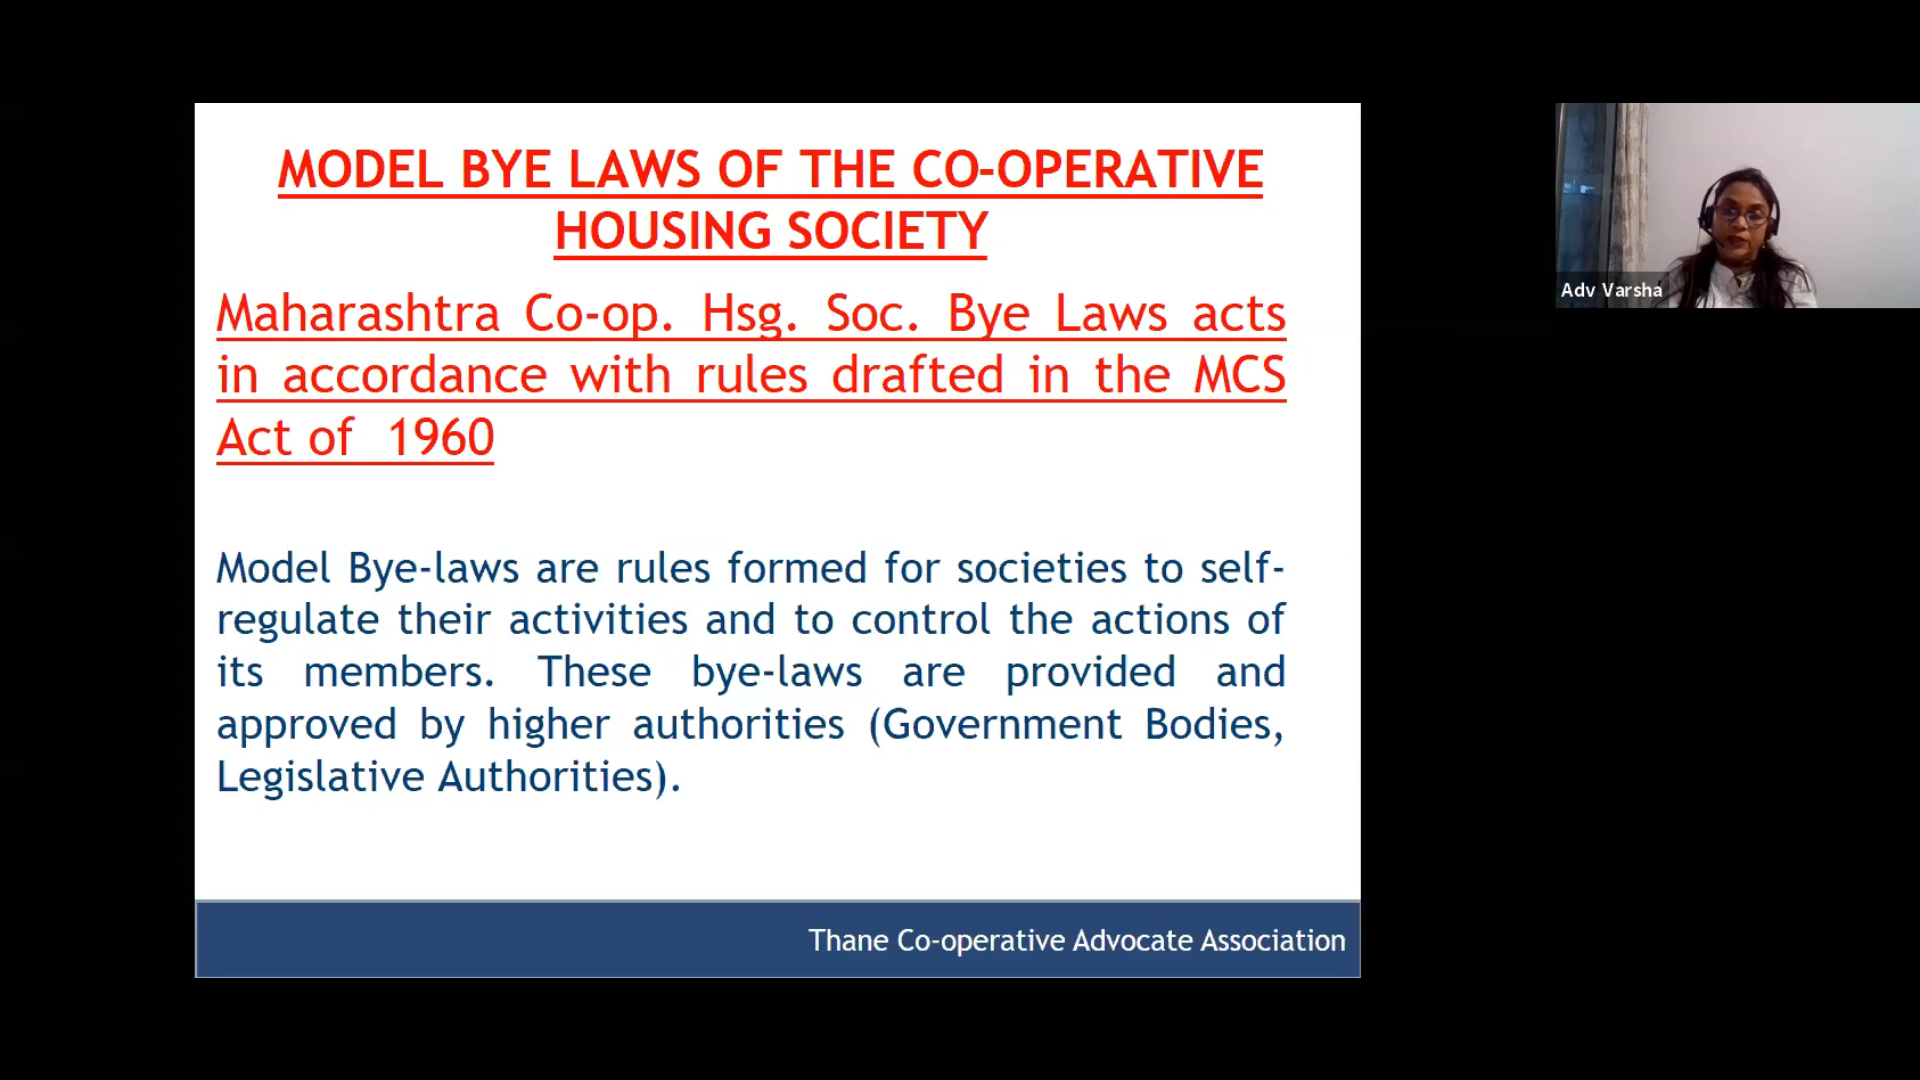 MODEL BYE LAWS OF THE CO-OPERATIVE
HOUSING SOCIETY
Maharashtra Co-op. Hsg. Soc. Bye Laws acts
in accordance with rules drafted in the MCS
Act of 1960
Model Bye-laws are rules formed for societies to self-
regulate their activities and to control the actions of
its members. These bye-laws are provided and
approved by higher authorities (Government Bodies,
Legislative Authorities).
Thane Co-operative Advocate Association
Adv Varsha